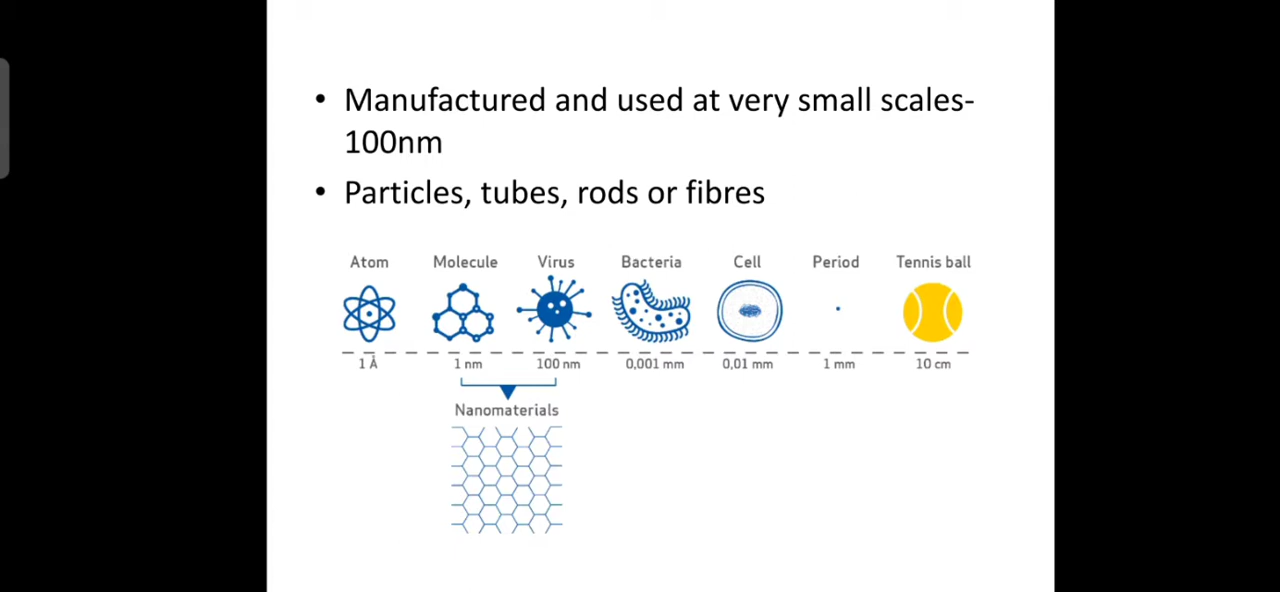 • Manufactured and used at very small scales-
100nm
• Particles, tubes, rods or fibres
Atom Molecule Virus Bacteria Cell Period Tennis ball
1 Å 1 nm 100 nm 0,001 mm 0,01 mm 1 mm 10 cm
Nanomaterials